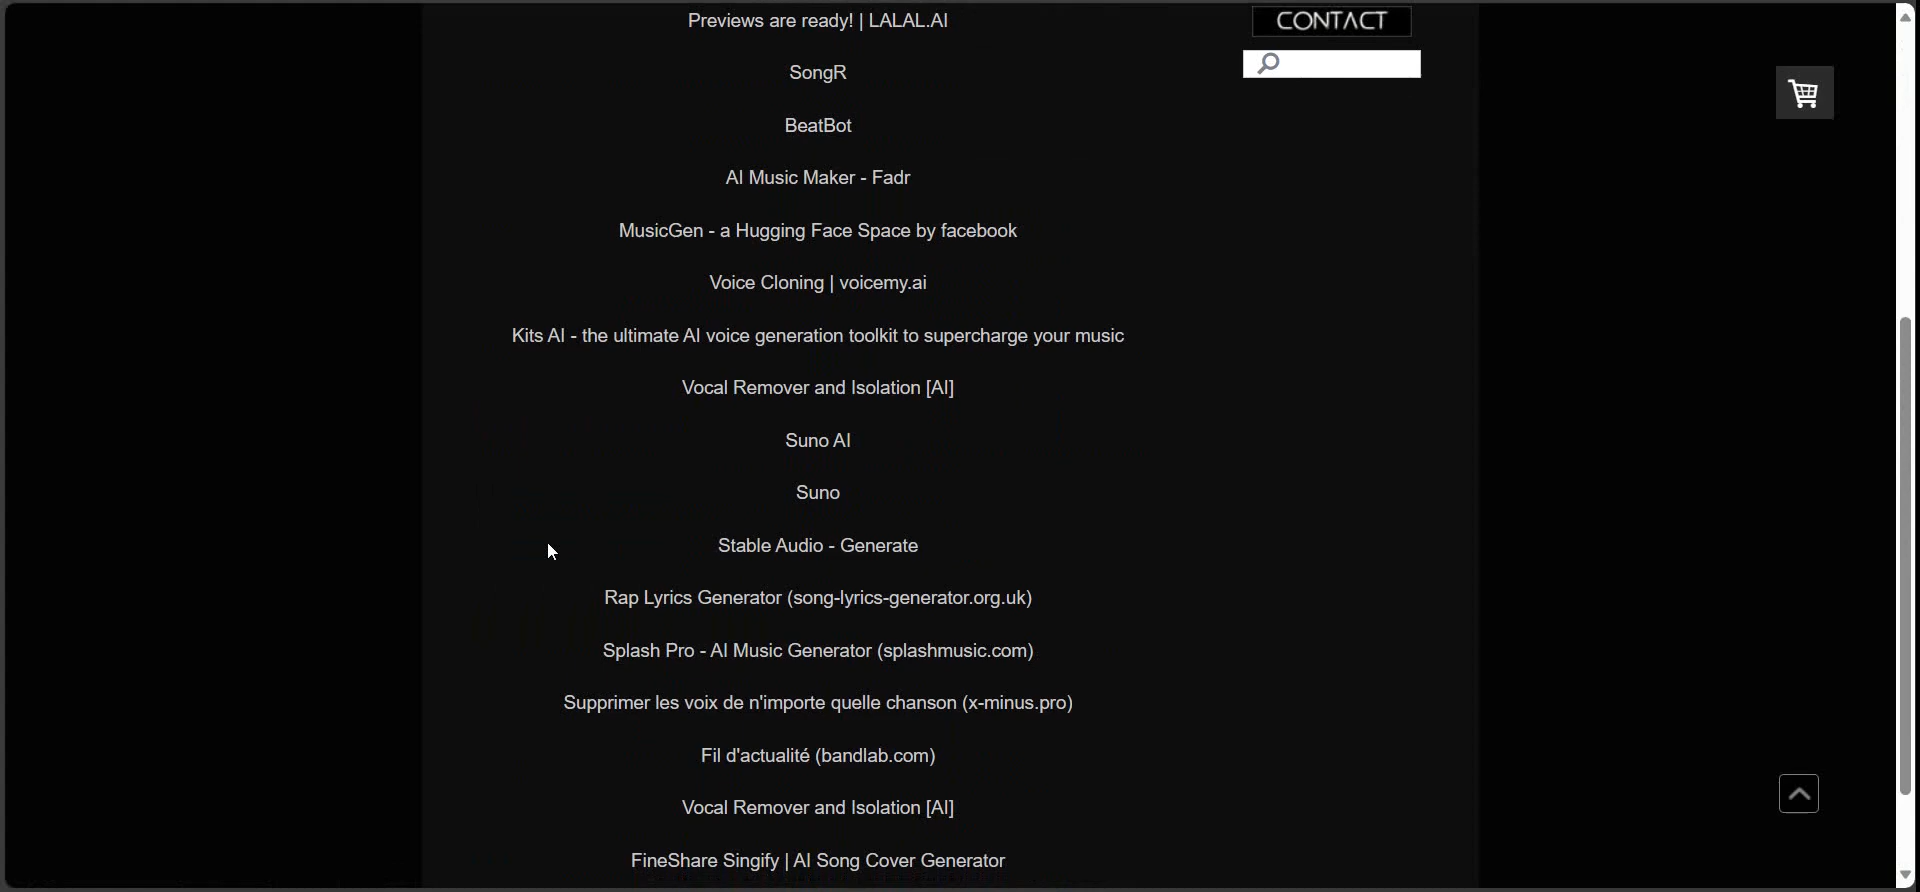 Previews are ready! | LALAL.AI
CONTACT
SongR
BeatBot
AI Music Maker - Fadr
MusicGen - a Hugging Face Space by facebook
Voice Cloning | voicemy.ai
Kits AI - the ultimate AI voice generation toolkit to supercharge your music
Vocal Remover and Isolation [AI]
Suno AI
Suno
Stable Audio - Generate
Rap Lyrics Generator (song-lyrics-generator.org.uk)
Splash Pro - AI Music Generator (splashmusic.com)
Supprimer les voix de n'importe quelle chanson (x-minus.pro)
Fil d'actualité (bandlab.com)
Vocal Remover and Isolation [AI]
FineShare Singify | AI Song Cover Generator